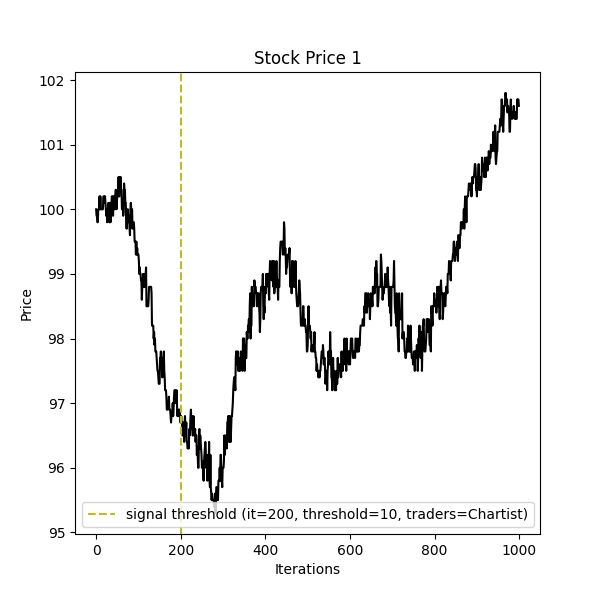 Stock Price 1
102
101
100
99
98
97
96
95
Price
signal threshold (it=200, threshold=10, traders=Chartist)
0 200 400 600 800 1000
Iterations